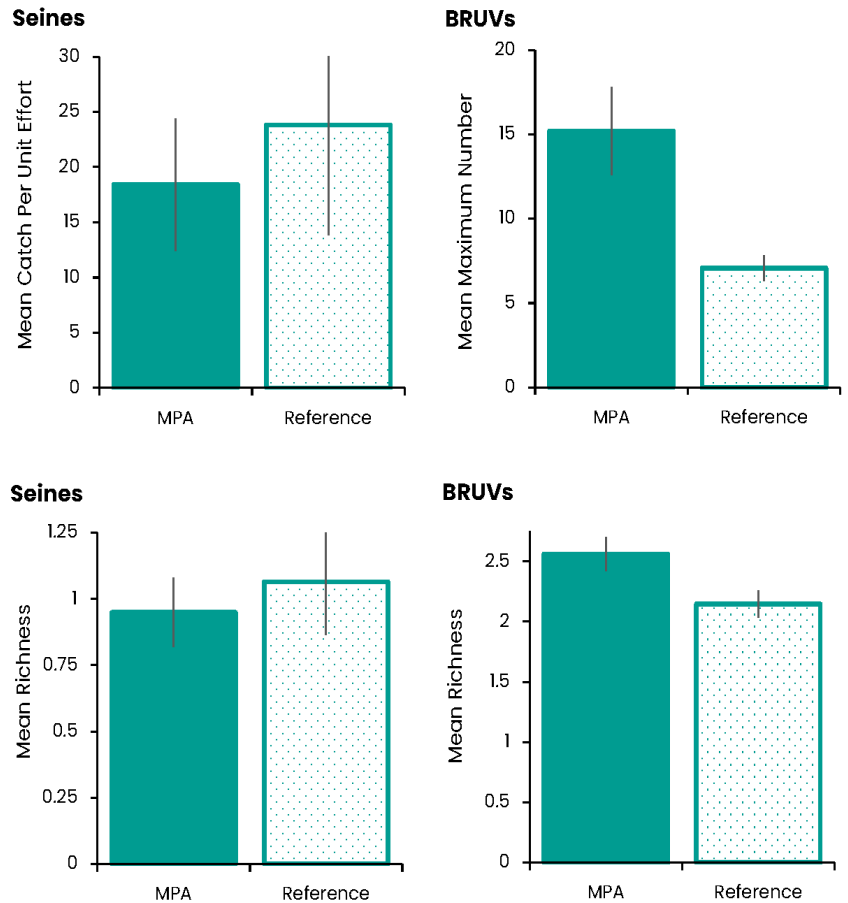 Seines
Mean Catch Per Unit Effort
30
25
20
15
10
5
0
MPA
Reference
BRUVs
Mean Maximum Number
20
15
10
5
0
MPA
Reference
Seines
Mean Richness
1.25
1
0.75
0.5
0.25
0
MPA
Reference
BRUVs
Mean Richness
2.5
2
1.5
1
0.5
0
MPA
Reference